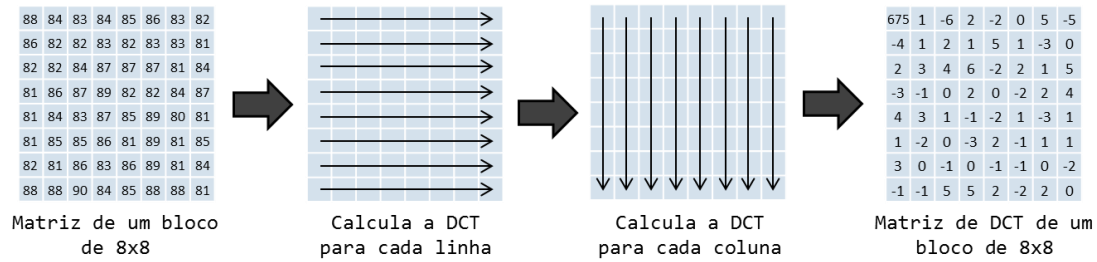 88 84 83 84 85 86 83 82
86 82 82 83 82 83 83 81
82 82 84 87 87 87 81 84
81 86 87 89 82 82 84 87
81 84 83 87 85 89 80 81
81 85 85 86 81 89 81 85
82 81 86 83 86 89 81 84
88 88 90 84 85 88 88 81
Matriz de um bloco
de 8x8
Calcula a DCT
para cada linha
Calcula a DCT
para cada coluna
675 1 -6 2 -2 0 5 -5
-4 1 2 1 5 1 -3 0
2 3 4 6 -2 2 1 5
-3 -1 0 2 0 -2 2 4
4 3 1 -1 -2 1 -3 1
1 -2 0 -3 2 -1 1 1
3 0 -1 0 -1 -1 0 -2
-1 -1 5 5 2 -2 2 0
Matriz de DCT de um
bloco de 8x8